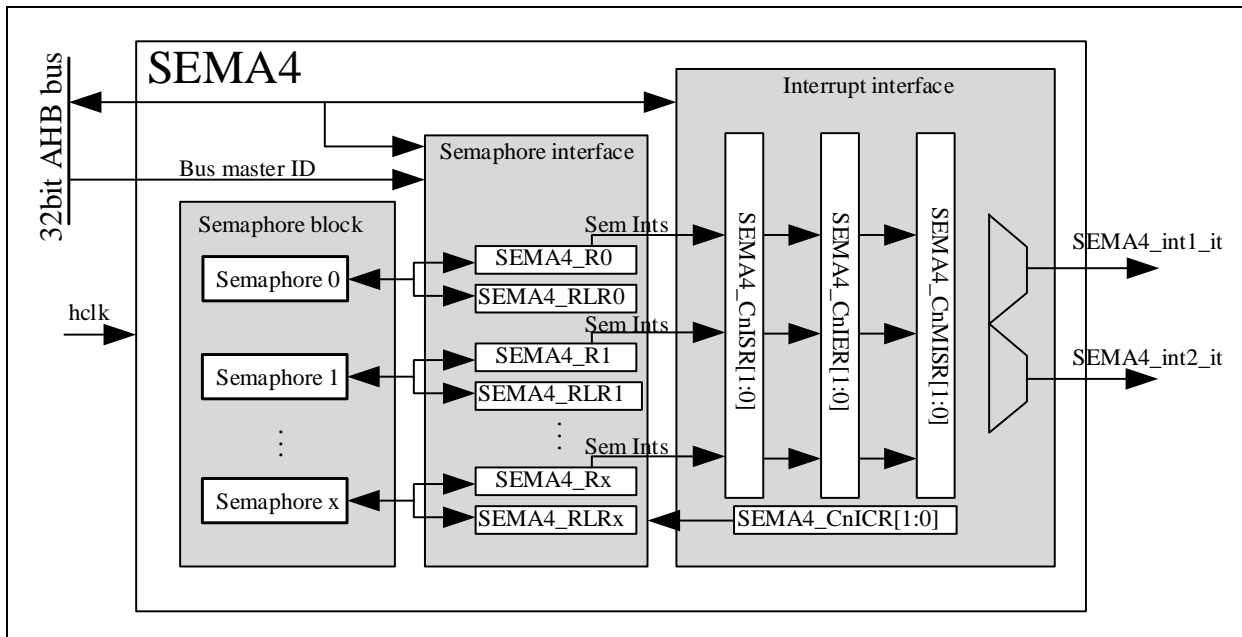 SEMA4
Interrupt interface
32bit AHB bus
Semaphore interface
Bus master ID
Semaphore block
Sem Ints
SEMA4_R0
Semaphore 0
SEMA4_RLR0
hclk
Sem Ints
SEMA4_R1
Semaphore 1
SEMA4_RLR1
Sem Ints
SEMA4_Rx
Semaphore x
SEMA4_RLRx
SEMA4_CnISR[1:0]
SEMA4_CnIER[1:0]
SEMA4_CnMISR[1:0]
SEMA4_CnICR[1:0]
SEMA4_int1_it
SEMA4_int2_it